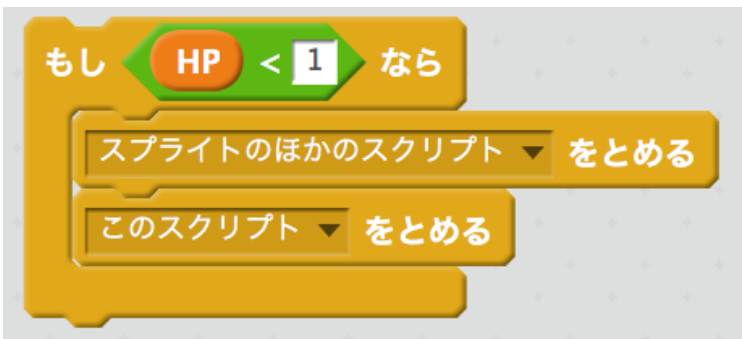 もし HP < 1 なら
スプライトのほかのスクリプト ▼ をとめる
このスクリプト ▼ をとめる